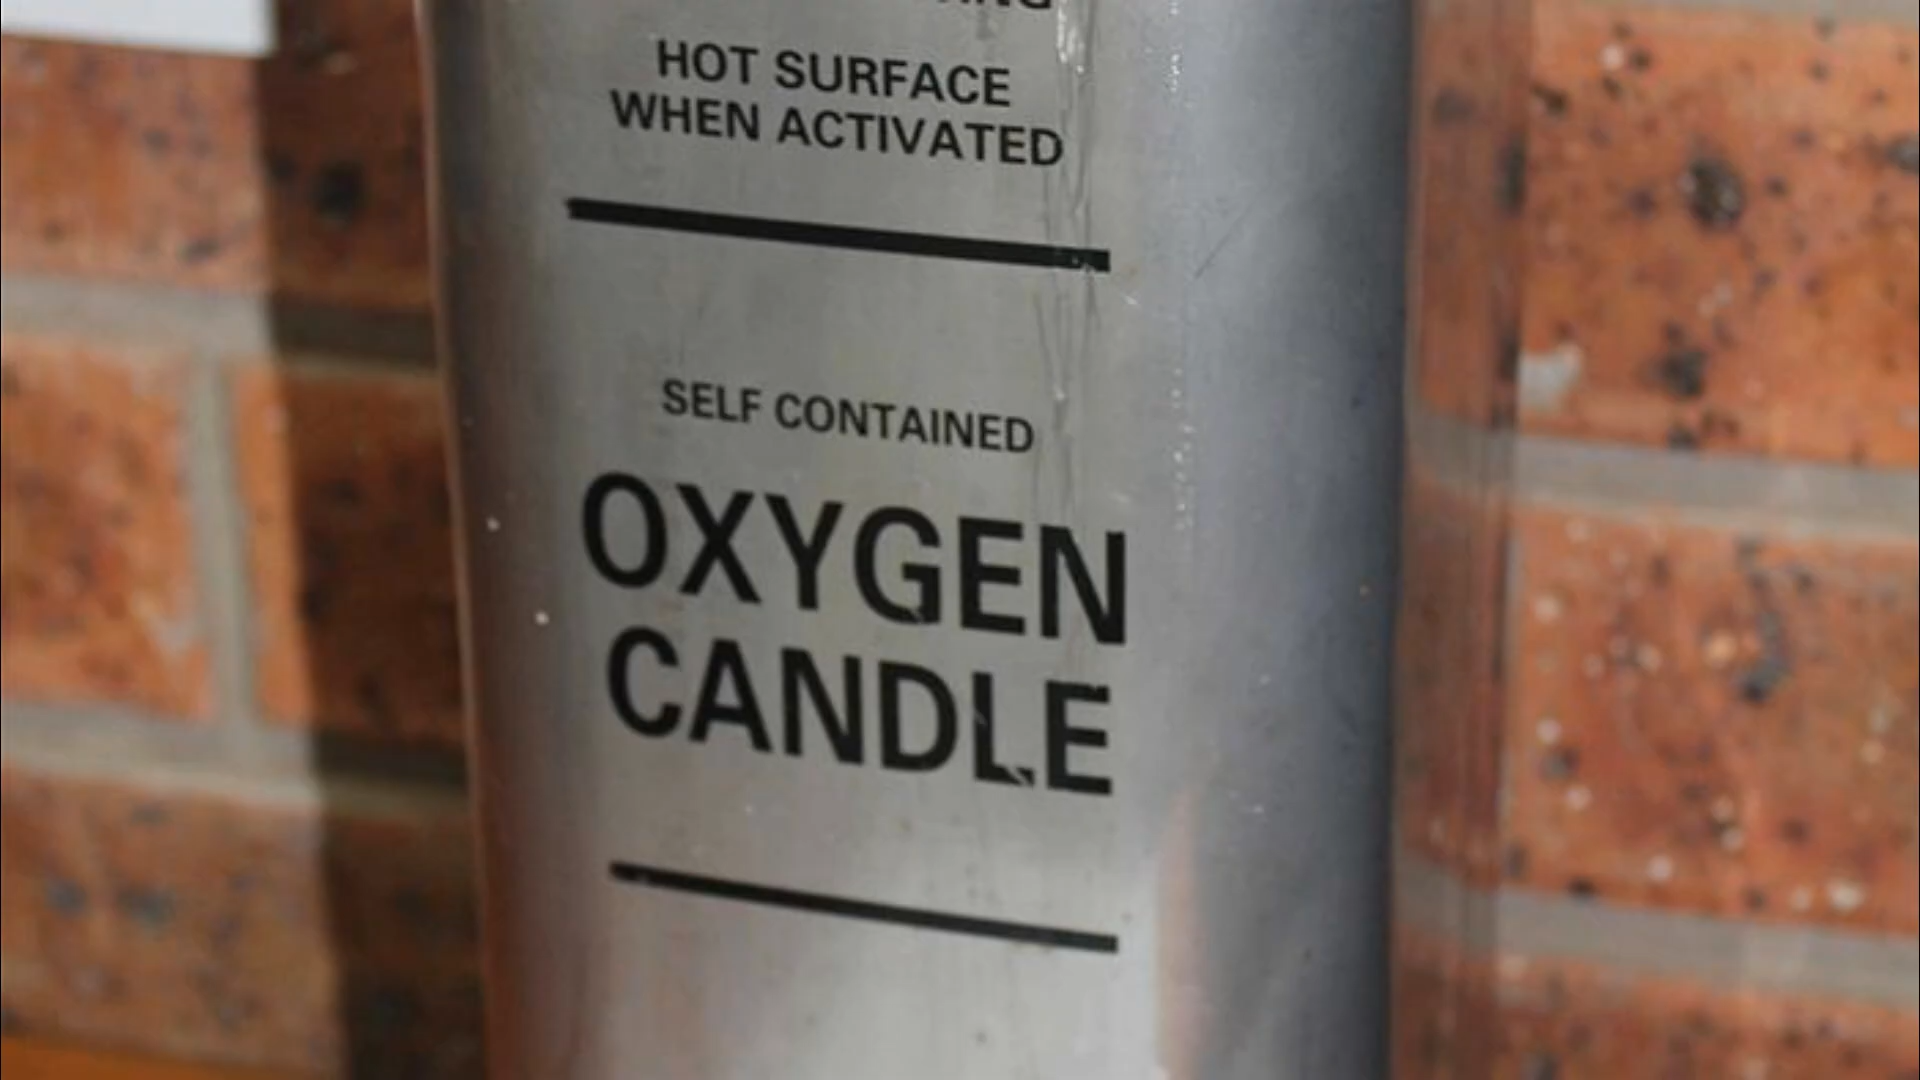 HOT SURFACE
WHEN ACTIVATED
SELF CONTAINED
OXYGEN
CANDLE